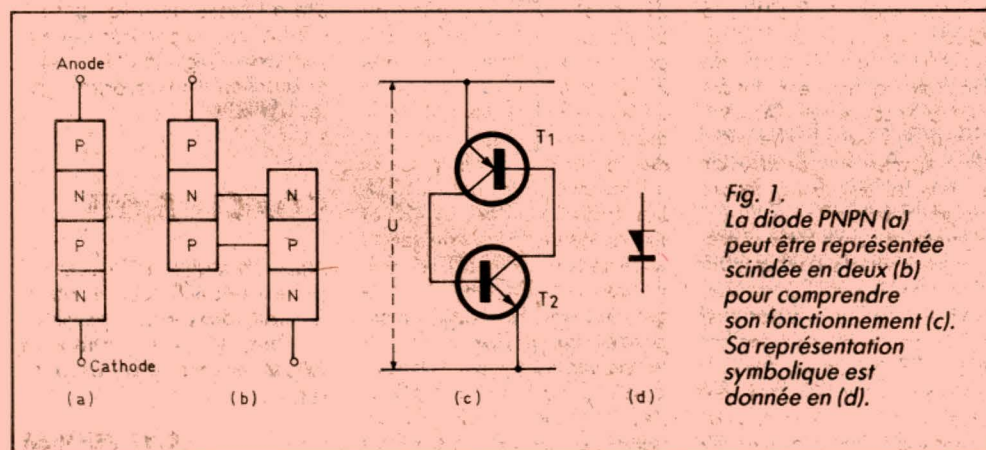 Anode
P
N
P
N
Cathode
(a)
P
N
P
N
P
N
(b)
U
T1
T2
(c)
(d)
Fig. 1.
La diode PNPN (a)
peut être représentée
scindée en deux (b)
pour comprendre
son fonctionnement (c).
Sa représentation
symbolique est
donnée en (d).